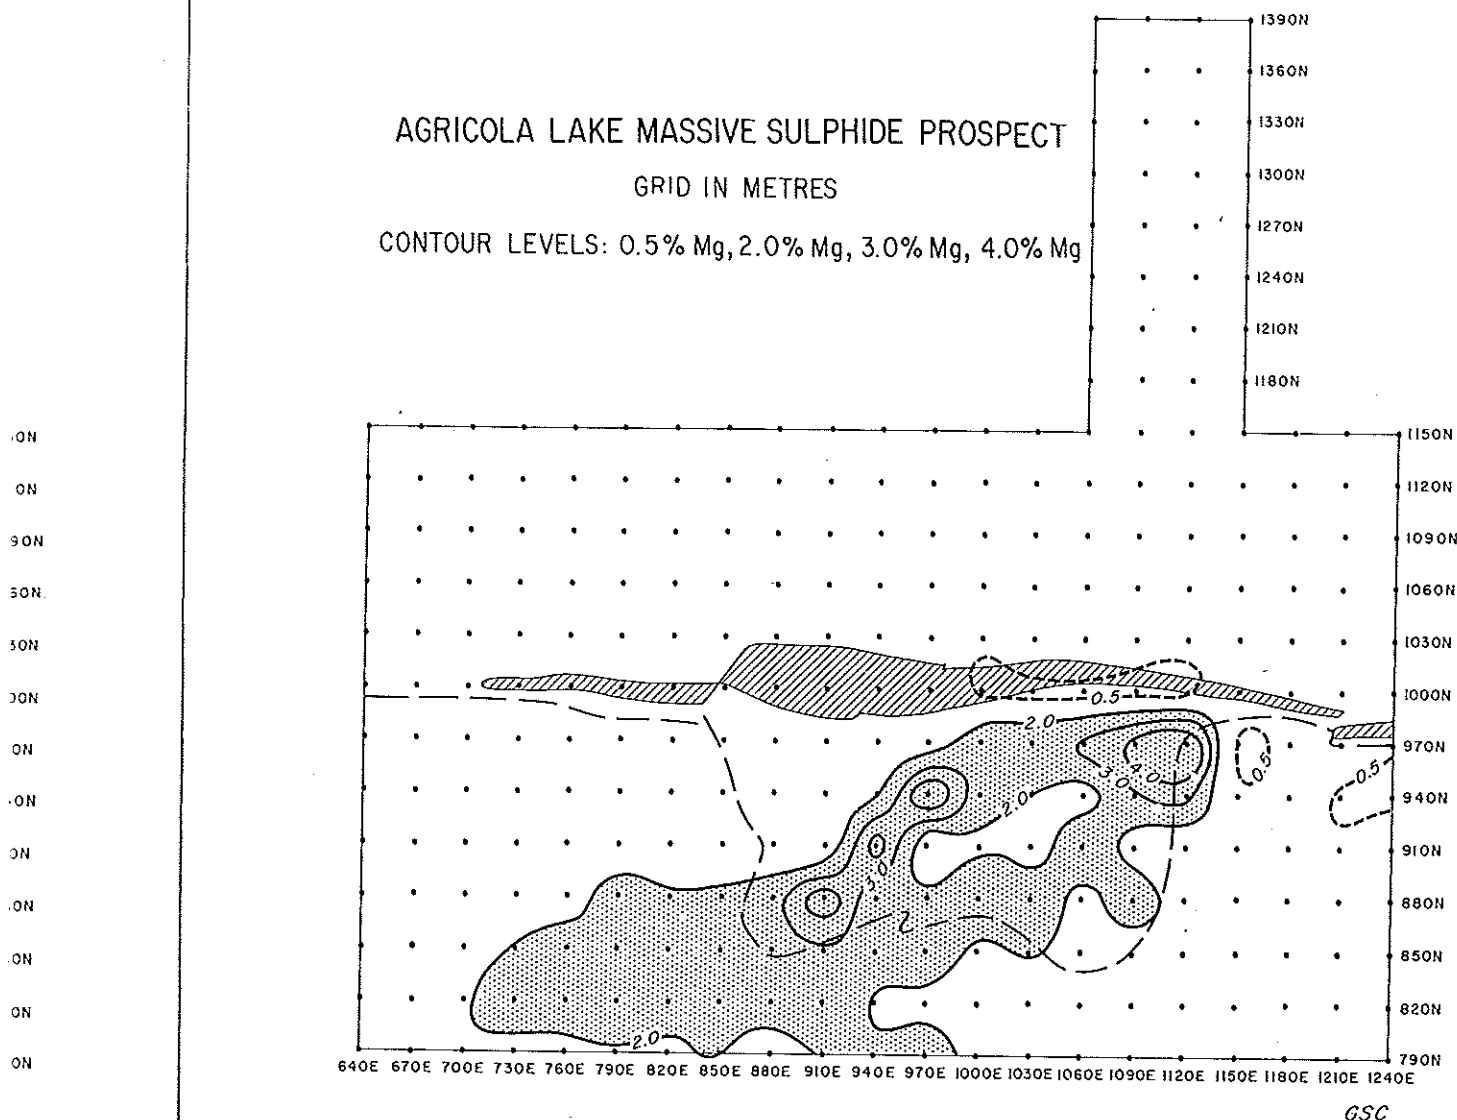 1390N
1360N
AGRICOLA LAKE MASSIVE SULPHIDE PROSPECT
1330N
GRID IN METRES
1300N
CONTOUR LEVELS: 0.5% Mg, 2.0% Mg, 3.0% Mg, 4.0% Mg
1270N
1240N
1210N
1180N
1150N
1120N
90N
1090N
1060N
1030N
1000N
0.5
2.0
970N
3.0
4.0
0.5
0.5
940N
2.0
910N
3.0
880N
850N
820N
2.0
790N
640E 670E 700E 730E 760E 790E 820E 850E 880E 910E 940E 970E 1000E 1030E 1060E 1090E 1120E 1150E 1180E 1210E 1240E
GSC